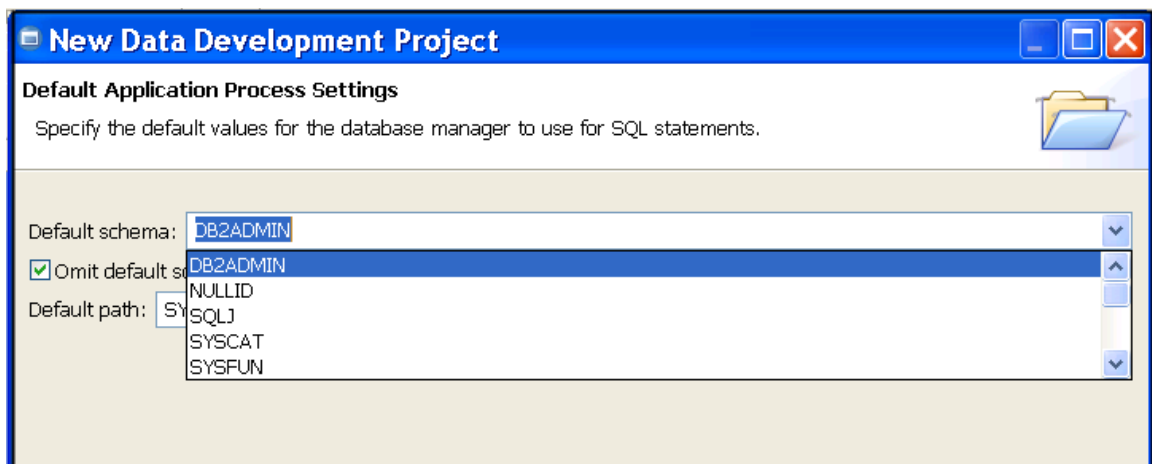 New Data Development Project
Default Application Process Settings
Specify the default values for the database manager to use for SQL statements.
Default schema: DB2ADMIN
Omit default
DB2ADMIN
NULLID
Default path:
SQLJ
SYSCAT
SYSFUN